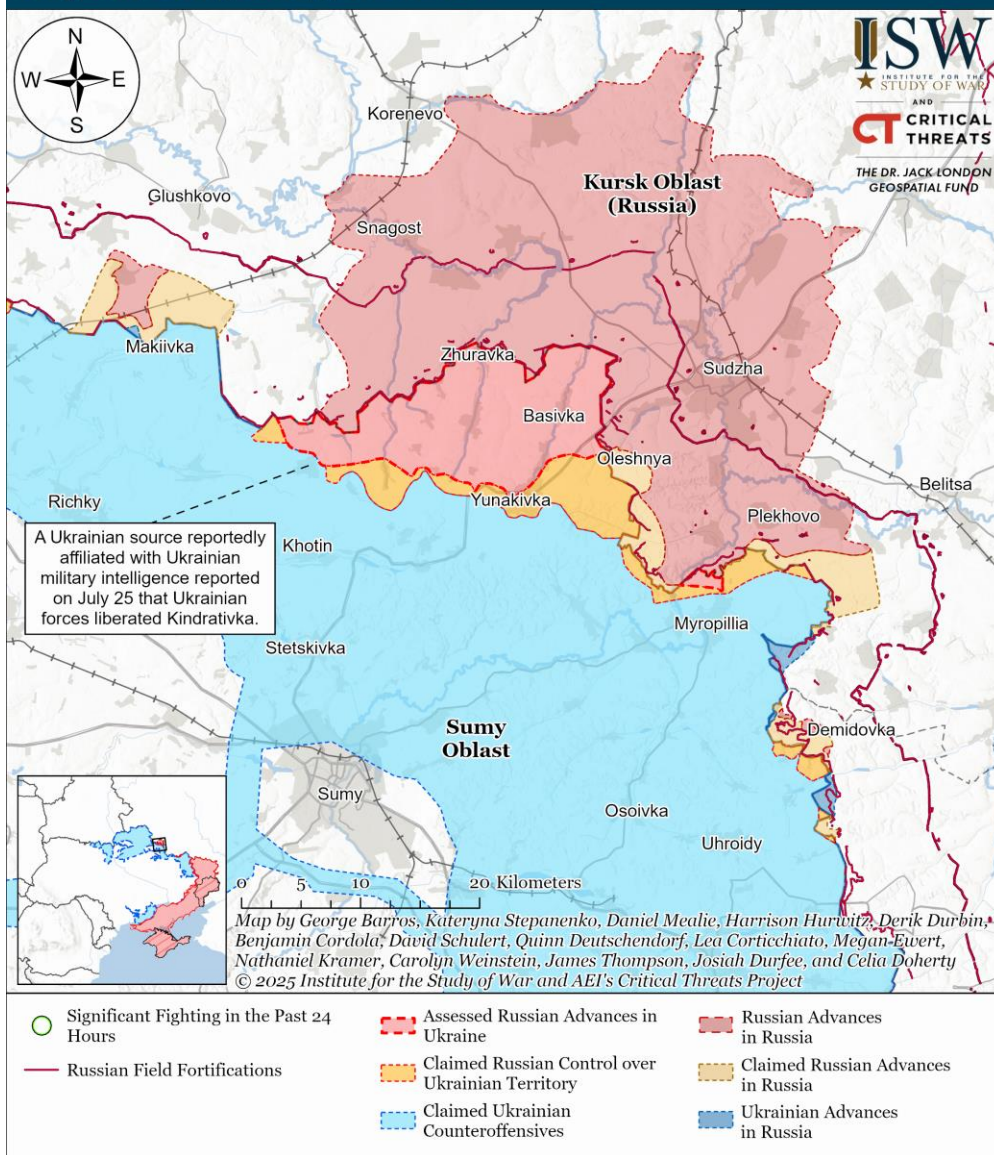 N
W
E
S
ISW
INSTITUTE FOR THE
STUDY OF WAR
AND
CT CRITICAL
THREATS
THE DR. JACK LONDON
GEOSPATIAL FUND
Korenevo
Kursk Oblast
(Russia)
Glushkovo
Snagost
Makiivka
Zhuravka
Sudzha
Basivka
Oleshnya
Belitsa
Richky
Yunakivka
Plekhovo
A Ukrainian source reportedly
affiliated with Ukrainian
military intelligence reported
on July 25 that Ukrainian
forces liberated Kindrativka.
Khotin
Myropillia
Stetskivka
Sumy
Oblast
Demidovka
Sumy
Osoivka
Uhroidy
0 5 10 20 Kilometers
Map by George Barros, Kateryna Stepanenko, Daniel Mealie, Harrison Hurwitz, Derik Durbin,
Benjamin Cordola, David Schulert, Quinn Deutschendorf, Lea Corticchiato, Megan Ewert,
Nathaniel Kramer, Carolyn Weinstein, James Thompson, Josiah Durfee, and Celia Doherty
© 2025 Institute for the Study of War and AEI's Critical Threats Project
Significant Fighting in the Past 24
Hours
Russian Field Fortifications
Assessed Russian Advances in
Ukraine
Claimed Russian Control over
Ukrainian Territory
Claimed Ukrainian
Counteroffensives
Russian Advances
in Russia
Claimed Russian Advances
in Russia
Ukrainian Advances
in Russia